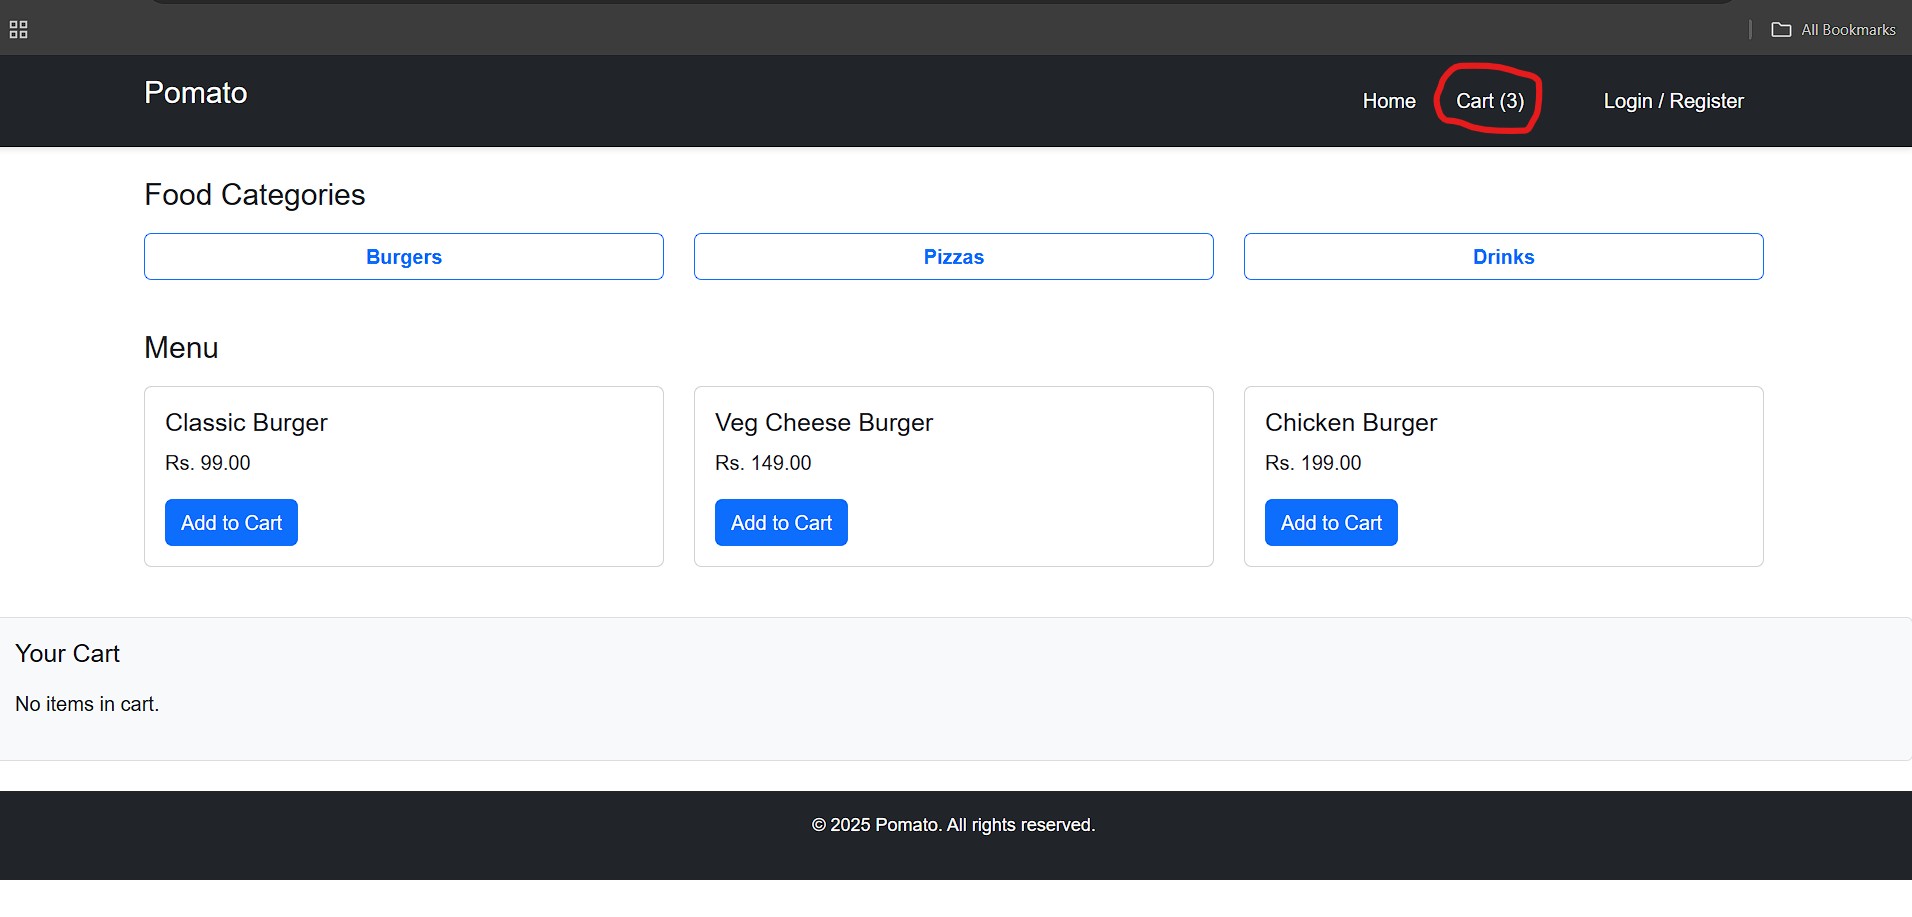 All Bookmarks
Pomato
Home Cart (3) Login / Register
Food Categories
Burgers Pizzas Drinks
Menu
Classic Burger Veg Cheese Burger Chicken Burger
Rs. 99.00 Rs. 149.00 Rs. 199.00
Add to Cart Add to Cart Add to Cart
Your Cart
No items in cart.
© 2025 Pomato. All rights reserved.